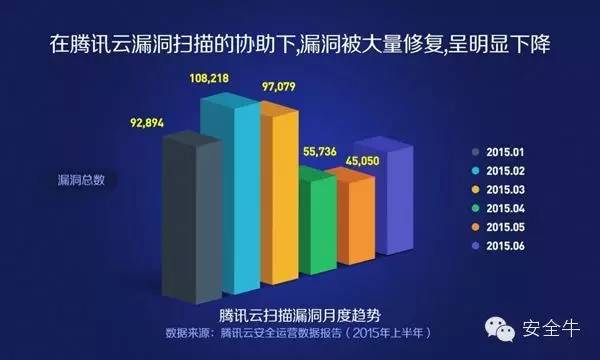 在腾讯云漏洞扫描的协助下,漏洞被大量修复,呈明显下降
108,218
97,079
92,894
55,736
45,050
漏洞总数
2015.01
2015.02
2015.03
2015.04
2015.05
2015.06
腾讯云扫描漏洞月度趋势
数据来源：腾讯云安全运营数据报告（2015年上半年）
安全牛